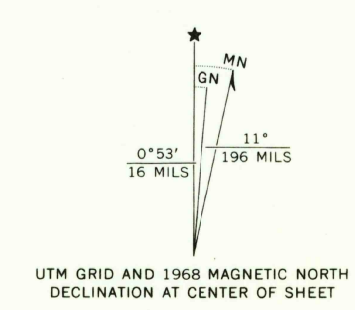 ★
MN
GN
0°53'
16 MILS
11°
196 MILS
UTM GRID AND 1968 MAGNETIC NORTH
DECLINATION AT CENTER OF SHEET